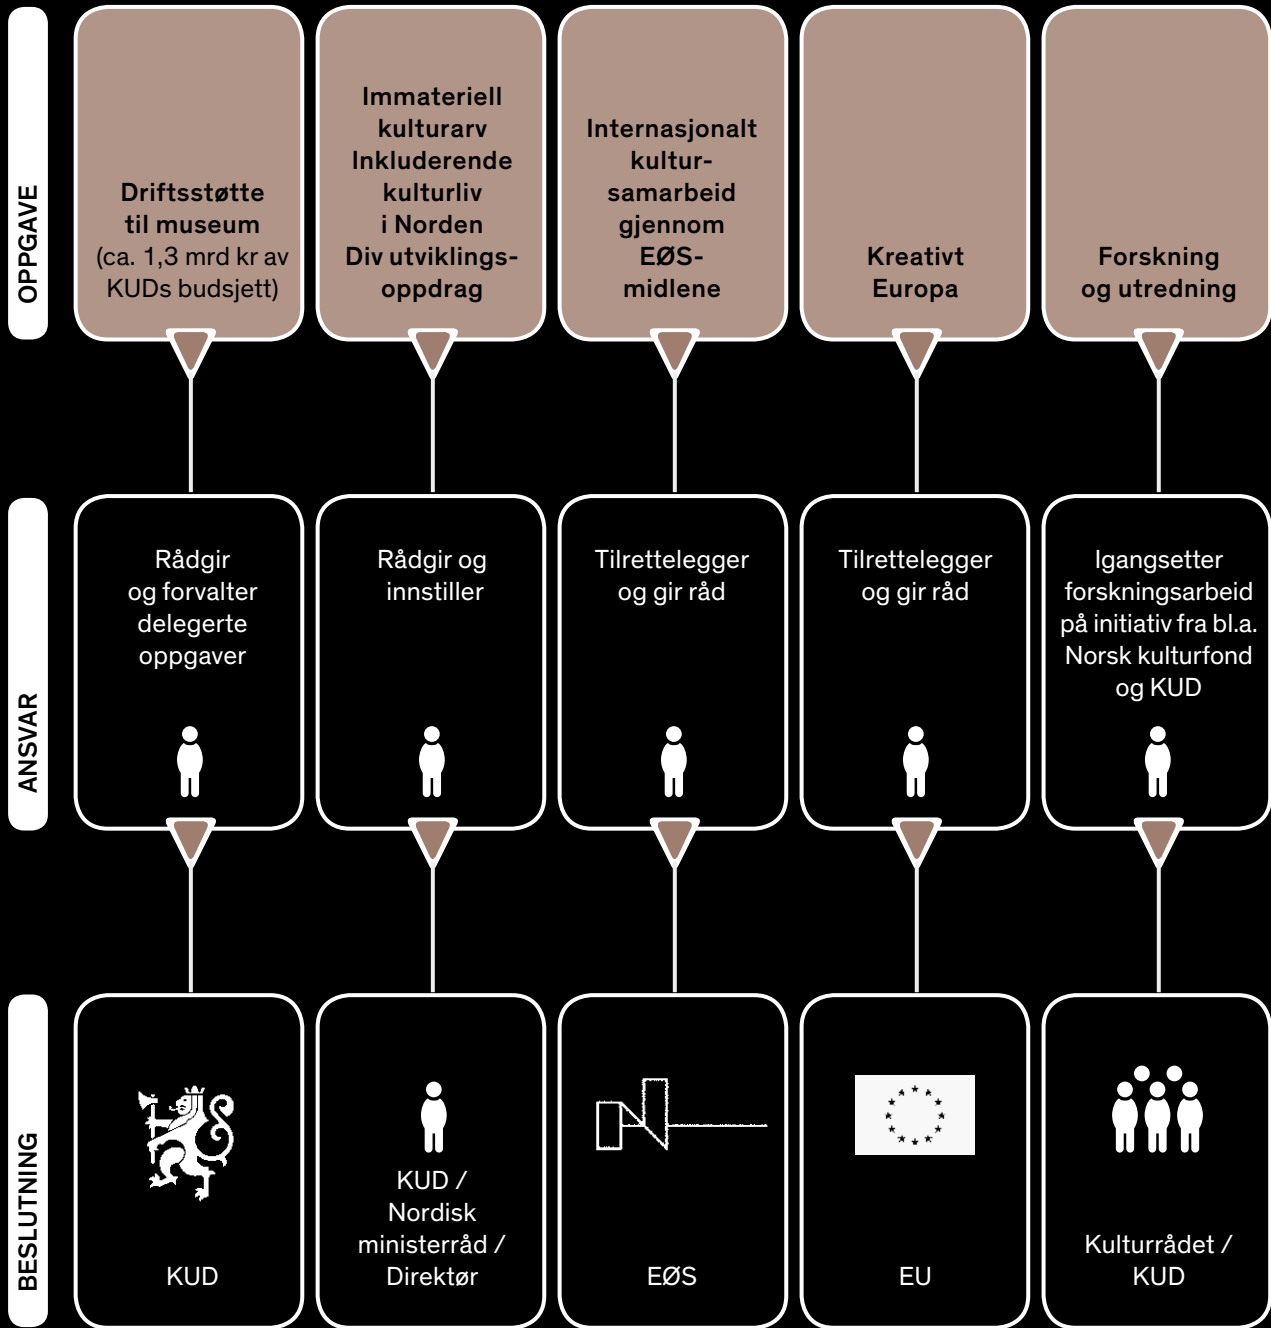 OPPGAVE
Driftsstøtte
til museum
(ca. 1,3 mrd kr av
KUDs budsjett)
Immateriell
kulturarv
Inkluderende
kulturliv
i Norden
Div utviklings-
oppdrag
Internasjonalt
kultur-
samarbeid
gjennom
EØS-
midlene
Kreativt
Europa
Forskning
og utredning
ANSVAR
Rådgir
og forvalter
delegerte
oppgaver
Rådgir og
innstiller
Tilrettelegger
og gir råd
Tilrettelegger
og gir råd
Igangsetter
forskningsarbeid
på initiativ fra bl.a.
Norsk kulturfond
og KUD
BESLUTNING
KUD
KUD /
Nordisk
ministerråd /
Direktør
EØS
EU
Kulturrådet /
KUD